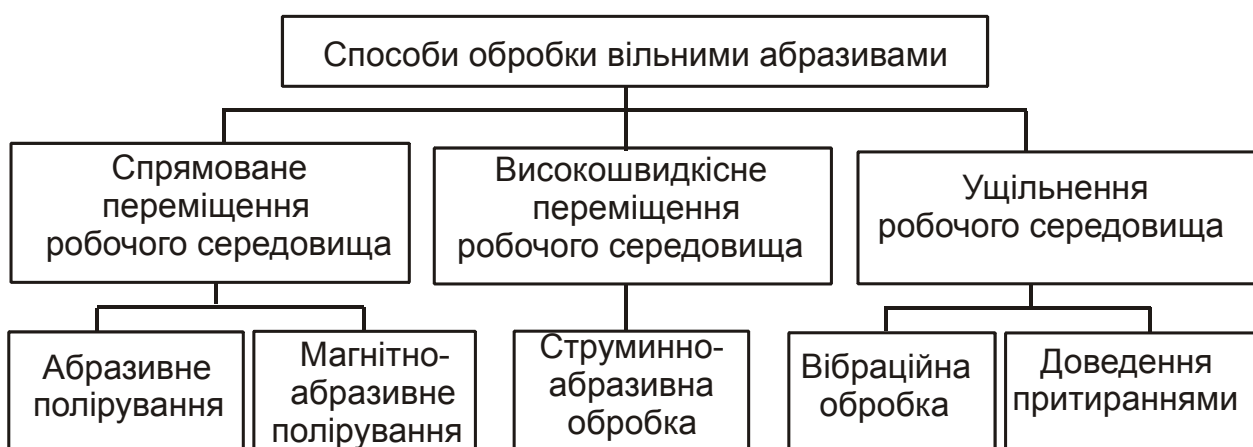 Способи обробки вільними абразивами
Спрямоване
переміщення
робочого середовища
Високошвидкісне
переміщення
робочого середовища
Ущільнення
робочого середовища
Абразивне
полірування
Магнітно-
абразивне
полірування
Струминно-
абразивна
обробка
Вібраційна
обробка
Доведення
притираннями